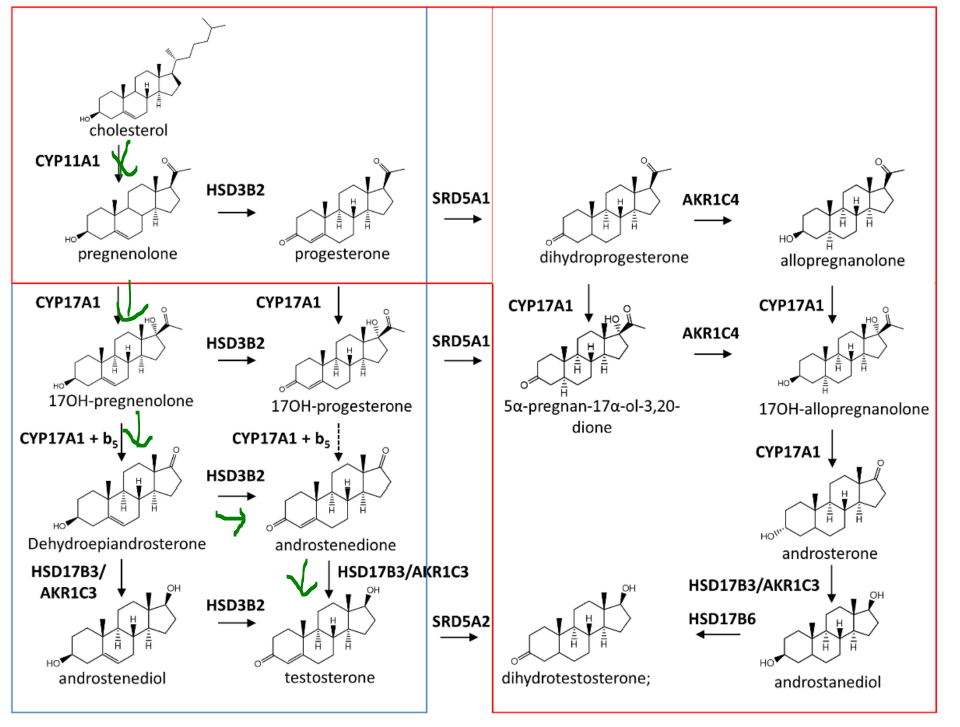 cholesterol
CYP11A1
HSD3B2
SRD5A1
AKR1C4
pregnenolone
progesterone
dihydroprogesterone
allopregnanolone
CYP17A1
CYP17A1
CYP17A1
CYP17A1
HSD3B2
SRD5A1
AKR1C4
17OH-pregnenolone
17OH-progesterone
5α-pregnan-17α-ol-3,20-
dione
17OH-allopregnanolone
CYP17A1 + b5
CYP17A1 + b5
CYP17A1
HSD3B2
Dehydroepiandrosterone
androstenedione
androsterone
HSD17B3/
AKR1C3
HSD17B3/AKR1C3
HSD17B3/AKR1C3
HSD3B2
SRD5A2
HSD17B6
androstenediol
testosterone
dihydrotestosterone;
androstanediol